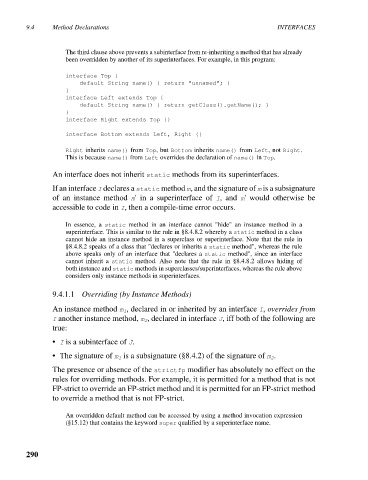 9.4 Method Declarations INTERFACES
The third clause above prevents a subinterface from re-inheriting a method that has already
been overridden by another of its superinterfaces. For example, in this program:
interface Top {
default String name() { return "unnamed"; }
}
interface Left extends Top {
default String name() { return getClass().getName(); }
}
interface Right extends Top {}
interface Bottom extends Left, Right {}
Right inherits name() from Top, but Bottom inherits name() from Left, not Right.
This is because name() from Left overrides the declaration of name() in Top.
An interface does not inherit static methods from its superinterfaces.
If an interface I declares a static method m, and the signature of m is a subsignature
of an instance method m' in a superinterface of I, and m' would otherwise be
accessible to code in I, then a compile-time error occurs.
In essence, a static method in an interface cannot "hide" an instance method in a
superinterface. This is similar to the rule in §8.4.8.2 whereby a static method in a class
cannot hide an instance method in a superclass or superinterface. Note that the rule in
§8.4.8.2 speaks of a class that "declares or inherits a static method", whereas the rule
above speaks only of an interface that "declares a static method", since an interface
cannot inherit a static method. Also note that the rule in §8.4.8.2 allows hiding of
both instance and static methods in superclasses/superinterfaces, whereas the rule above
considers only instance methods in superinterfaces.
9.4.1.1 Overriding (by Instance Methods)
An instance method m1, declared in or inherited by an interface I, overrides from
I another instance method, m2, declared in interface J, iff both of the following are
true:
• I is a subinterface of J.
• The signature of m1 is a subsignature (§8.4.2) of the signature of m2.
The presence or absence of the strictfp modifier has absolutely no effect on the
rules for overriding methods. For example, it is permitted for a method that is not
FP-strict to override an FP-strict method and it is permitted for an FP-strict method
to override a method that is not FP-strict.
An overridden default method can be accessed by using a method invocation expression
(§15.12) that contains the keyword super qualified by a superinterface name.
290